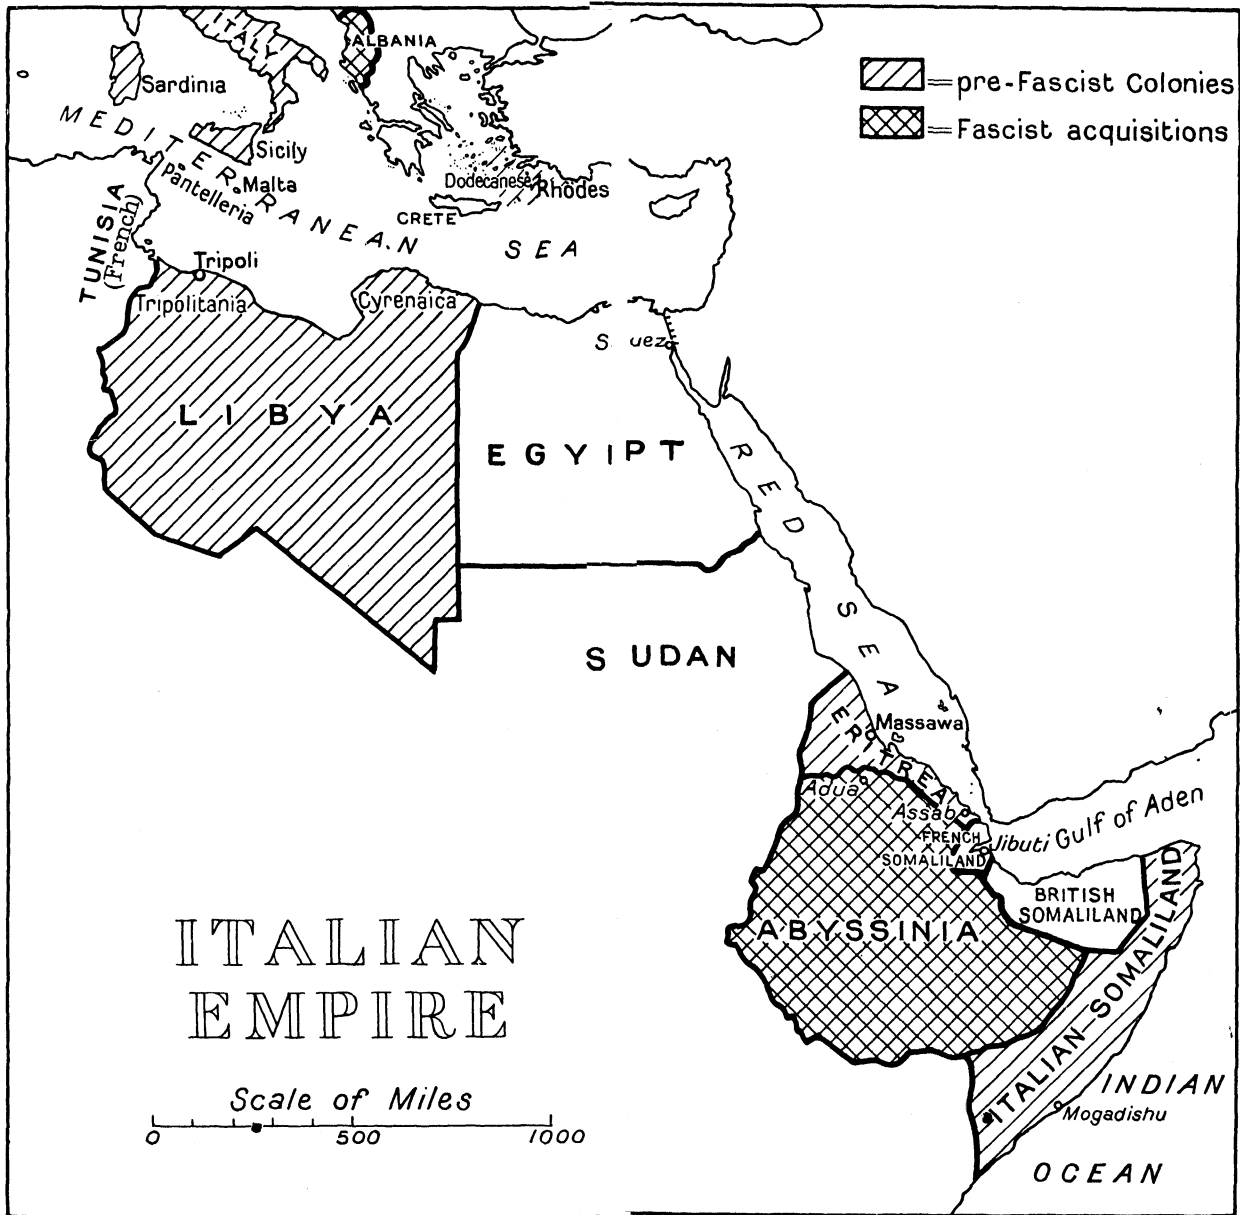 ITALY
ALBANIA
= pre-Fascist Colonies
= Fascist acquisitions
Sardinia
MEDITERRANEAN
SEA
Sicily
Pantelleria
Malta
Dodecanese
Rhodes
CRETE
TUNISIA
(French)
Tripoli
Tripolitania
Cyrenaica
Suez
LIBYA
EGYIPT
RED SEA
SUDAN
ERITREA
Massawa
Adua
Assab
FRENCH
SOMALILAND
Jibuti
Gulf of Aden
BRITISH
SOMALILAND
ABYSSINIA
ITALIAN SOMALILAND
ITALIAN
EMPIRE
Scale of Miles
0 500 1000
INDIAN
Mogadishu
OCEAN